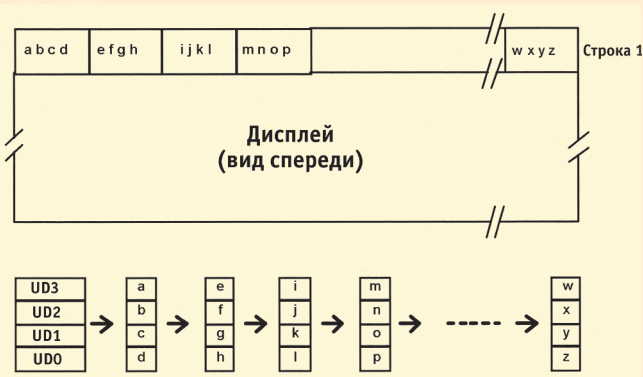 a b c d e f g h i j k l m n o p w x y z Строка 1
Дисплей
(вид спереди)
UD3 a e i m w
UD2 b f j n x
UD1 c g k o y
UD0 d h l p z